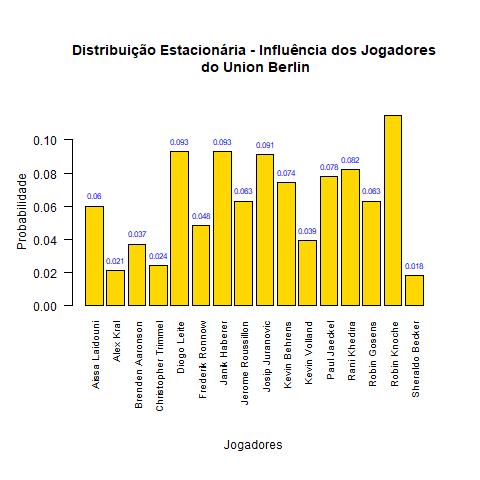 Distribuição Estacionária - Influência dos Jogadores
do Union Berlin
Probabilidade
0.10
0.08
0.06
0.04
0.02
0.00
0.06
0.021
0.037
0.024
0.093
0.048
0.093
0.063
0.091
0.074
0.039
0.078
0.082
0.063
0.018
Aissa Laidouni
Alex Kral
Brenden Aaronson
Christopher Trimmel
Diogo Leite
Frederik Ronnow
Janik Haberer
Jerome Roussillon
Josip Juranovic
Kevin Behrens
Kevin Volland
Paul Jaeckel
Rani Khedira
Robin Gosens
Robin Knoche
Sheraldo Becker
Jogadores